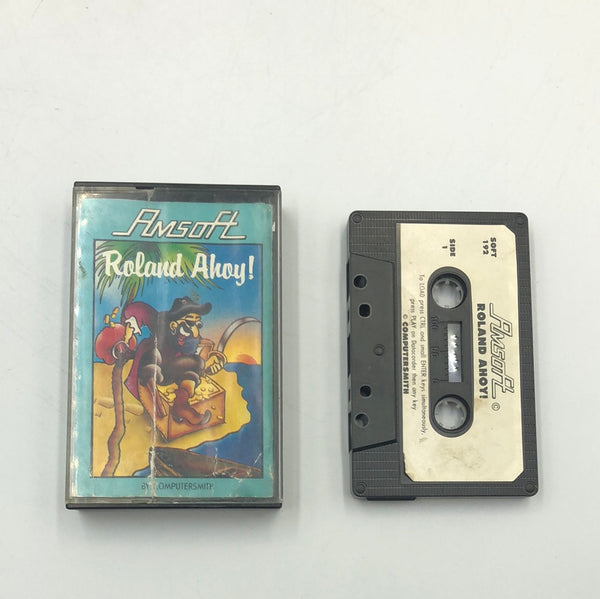 Amsoft
Roland Ahoy!
BY COMPUTERSMITH
SOFT
192
SIDE
1
Amsoft ©
ROLAND AHOY!
To LOAD press CTRL and small ENTER keys simultaneously,
press PLAY on Datacorder then any key
© COMPUTERSMITH